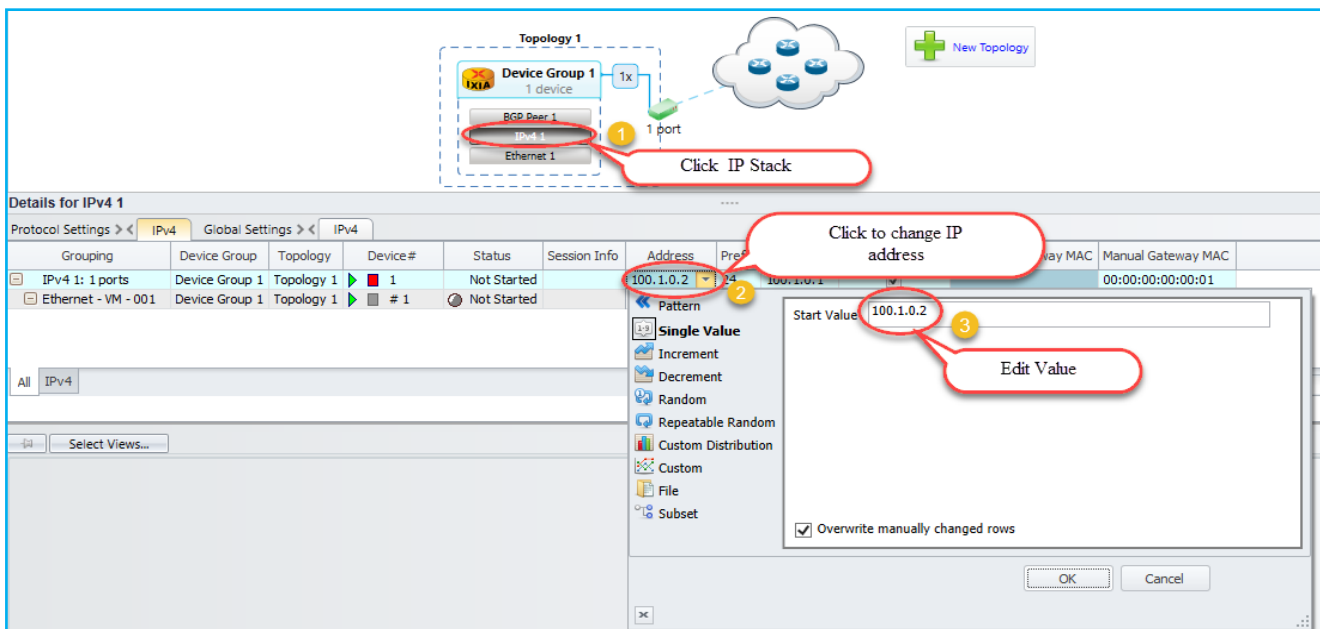 Topology 1
New Topology
IXIA
Device Group 1
1 device
1x
BGP Peer 1
IPv4 1
Ethernet 1
1
1 port
Click IP Stack
Details for IPv4 1
Protocol Settings > < IPv4 Global Settings > < IPv4
Click to change IP
address
Grouping Device Group Topology Device# Status Session Info Address Way MAC Manual Gateway MAC
IPv4 1: 1 ports Device Group 1 Topology 1 1 Not Started 100.1.0.2 24 100.1.0.1 00:00:00:00:00:01
Ethernet - VM - 001 Device Group 1 Topology 1 # 1 Not Started
2
Pattern
Single Value
Increment
Decrement
Random
Repeatable Random
Custom Distribution
Custom
File
Subset
Start Value 100.1.0.2
3
Edit Value
Overwrite manually changed rows
OK Cancel
All IPv4
Select Views...